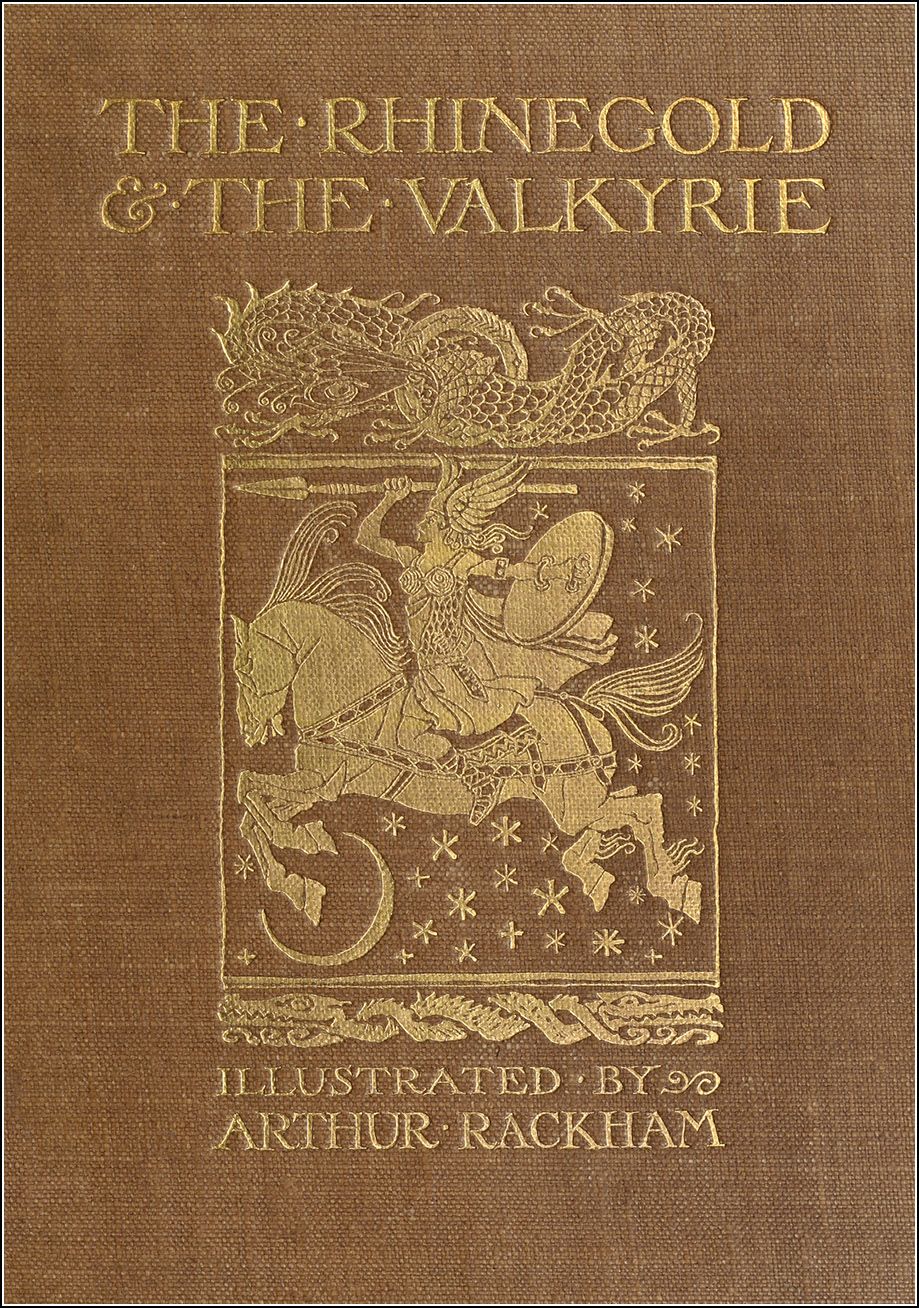 THE · RHINEGOLD
& · THE · VALKYRIE
ILLUSTRATED · BY
ARTHUR · RACKHAM